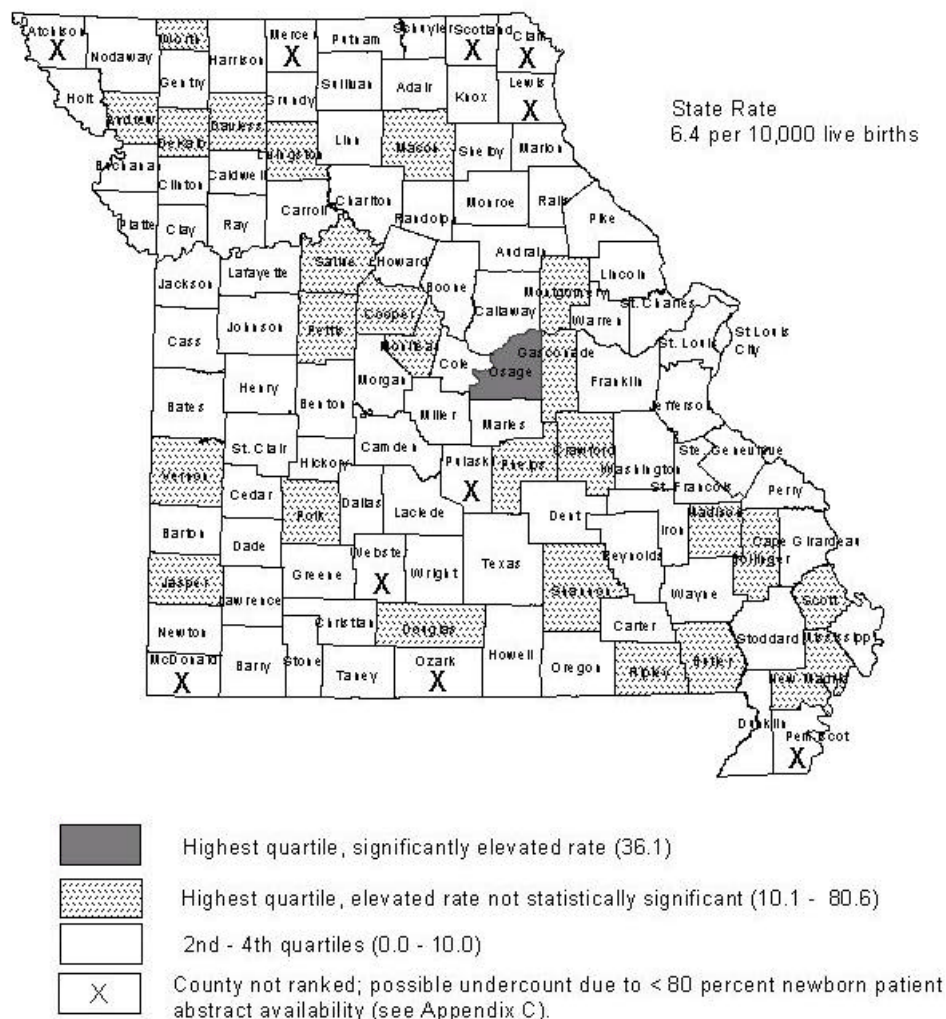 Atchison
Nodaway
Worth
Harrison
Mercer
Putnam
Schuyler
Scotland
Clark
Gentry
Sullivan
Adair
Knox
Lewis
Holt
Grundy
Andrew
DeKalb
Daviess
Livingston
Linn
Macon
Shelby
Marion
Buchanan
Clinton
Caldwell
Chariton
Monroe
Ralls
Platte
Clay
Ray
Carroll
Randolp
Pike
Audrain
Jackson
Lafayette
Saline
Howard
Boone
Callaway
Montgomery
Lincoln
St. Charles
Warren
Cass
Johnson
Pettis
Cooper
Moniteau
Cole
Osage
Gasconade
Franklin
St. Louis
St Louis
City
Jefferson
Bates
Henry
Benton
Morgan
Miller
Maries
St. Clair
Hickory
Camden
Pulaski
Phelps
Crawford
Washington
Ste. Genevieve
St. Francois
Perry
Vernon
Cedar
Polk
Dallas
Laclede
Dent
Iron
Madison
Cape Girardeau
Bollinger
Barton
Dade
Greene
Webster
Wright
Texas
Reynolds
Wayne
Scott
Jasper
Lawrence
Christian
Douglas
Shannon
Carter
Stoddard
Mississippi
Newton
McDonald
Barry
Stone
Taney
Ozark
Howell
Oregon
Ripley
Butler
New Madrid
Dunklin
Pemiscot
X
X
X
X
X
X
X
X
X
X
State Rate
6.4 per 10,000 live births
Highest quartile, significantly elevated rate (36.1)
Highest quartile, elevated rate not statistically significant (10.1 - 80.6)
2nd - 4th quartiles (0.0 - 10.0)
X
County not ranked; possible undercount due to < 80 percent newborn patient
abstract availability (see Appendix C).